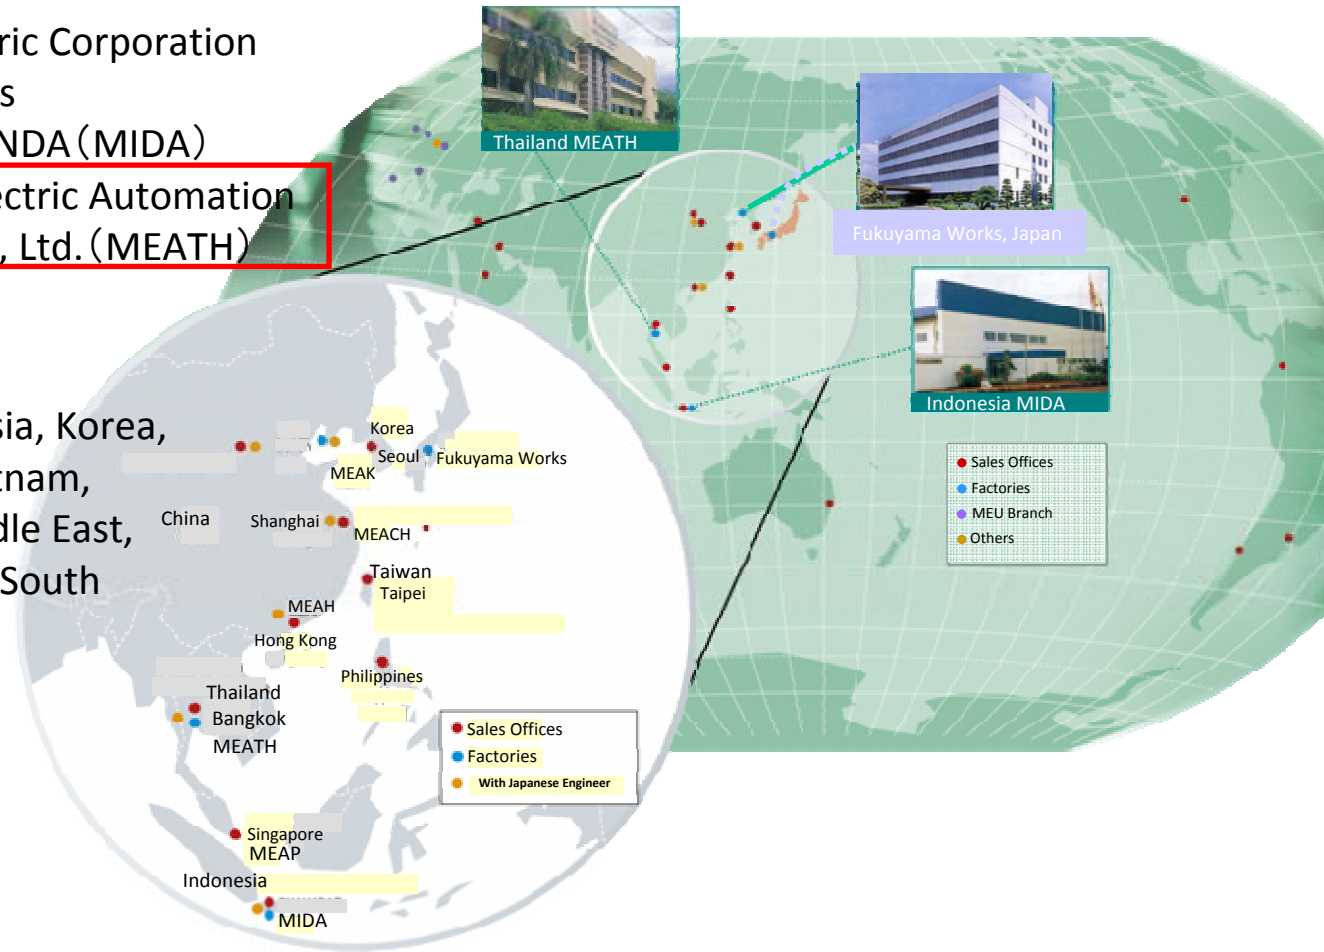 ric Corporation
s
NDA（MIDA）
ectric Automation
, Ltd.（MEATH）
sia, Korea,
tnam,
dle East,
South
Thailand MEATH
Fukuyama Works, Japan
Indonesia MIDA
Sales Offices
Factories
MEU Branch
Others
Korea
Seoul
MEAK
Fukuyama Works
China
Shanghai
MEACH
Taiwan
Taipei
MEAH
Hong Kong
Philippines
Thailand
Bangkok
MEATH
Singapore
MEAP
Indonesia
MIDA
Sales Offices
Factories
With Japanese Engineer